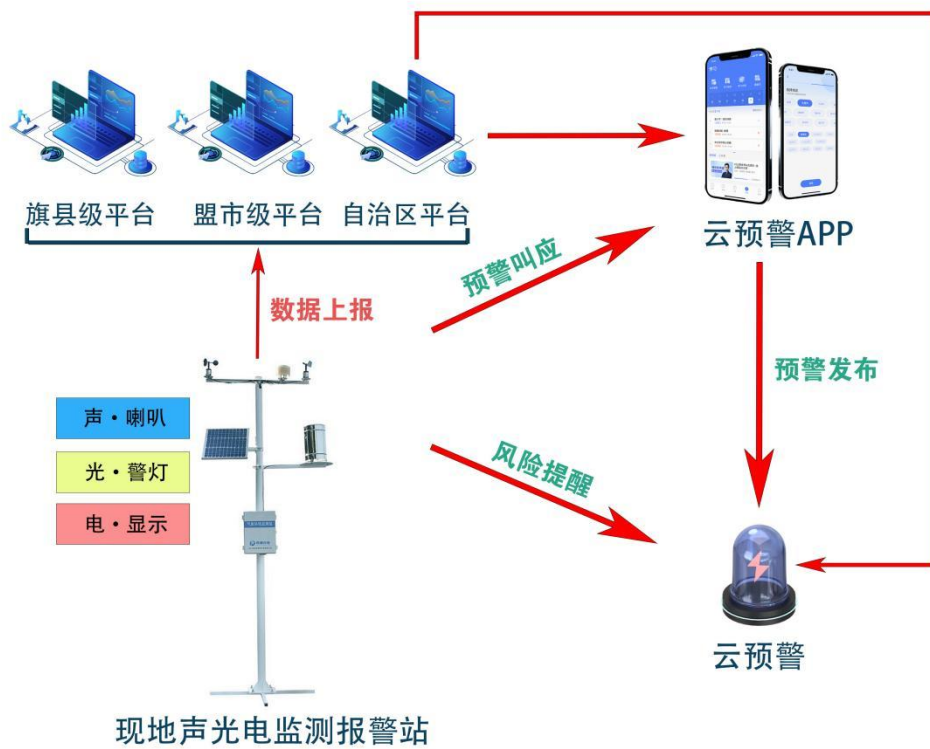 旗县级平台
盟市级平台
自治区平台
云预警APP
数据上报
预警叫应
预警发布
声·喇叭
光·警灯
电·显示
风险提醒
云预警
现地声光电监测报警站